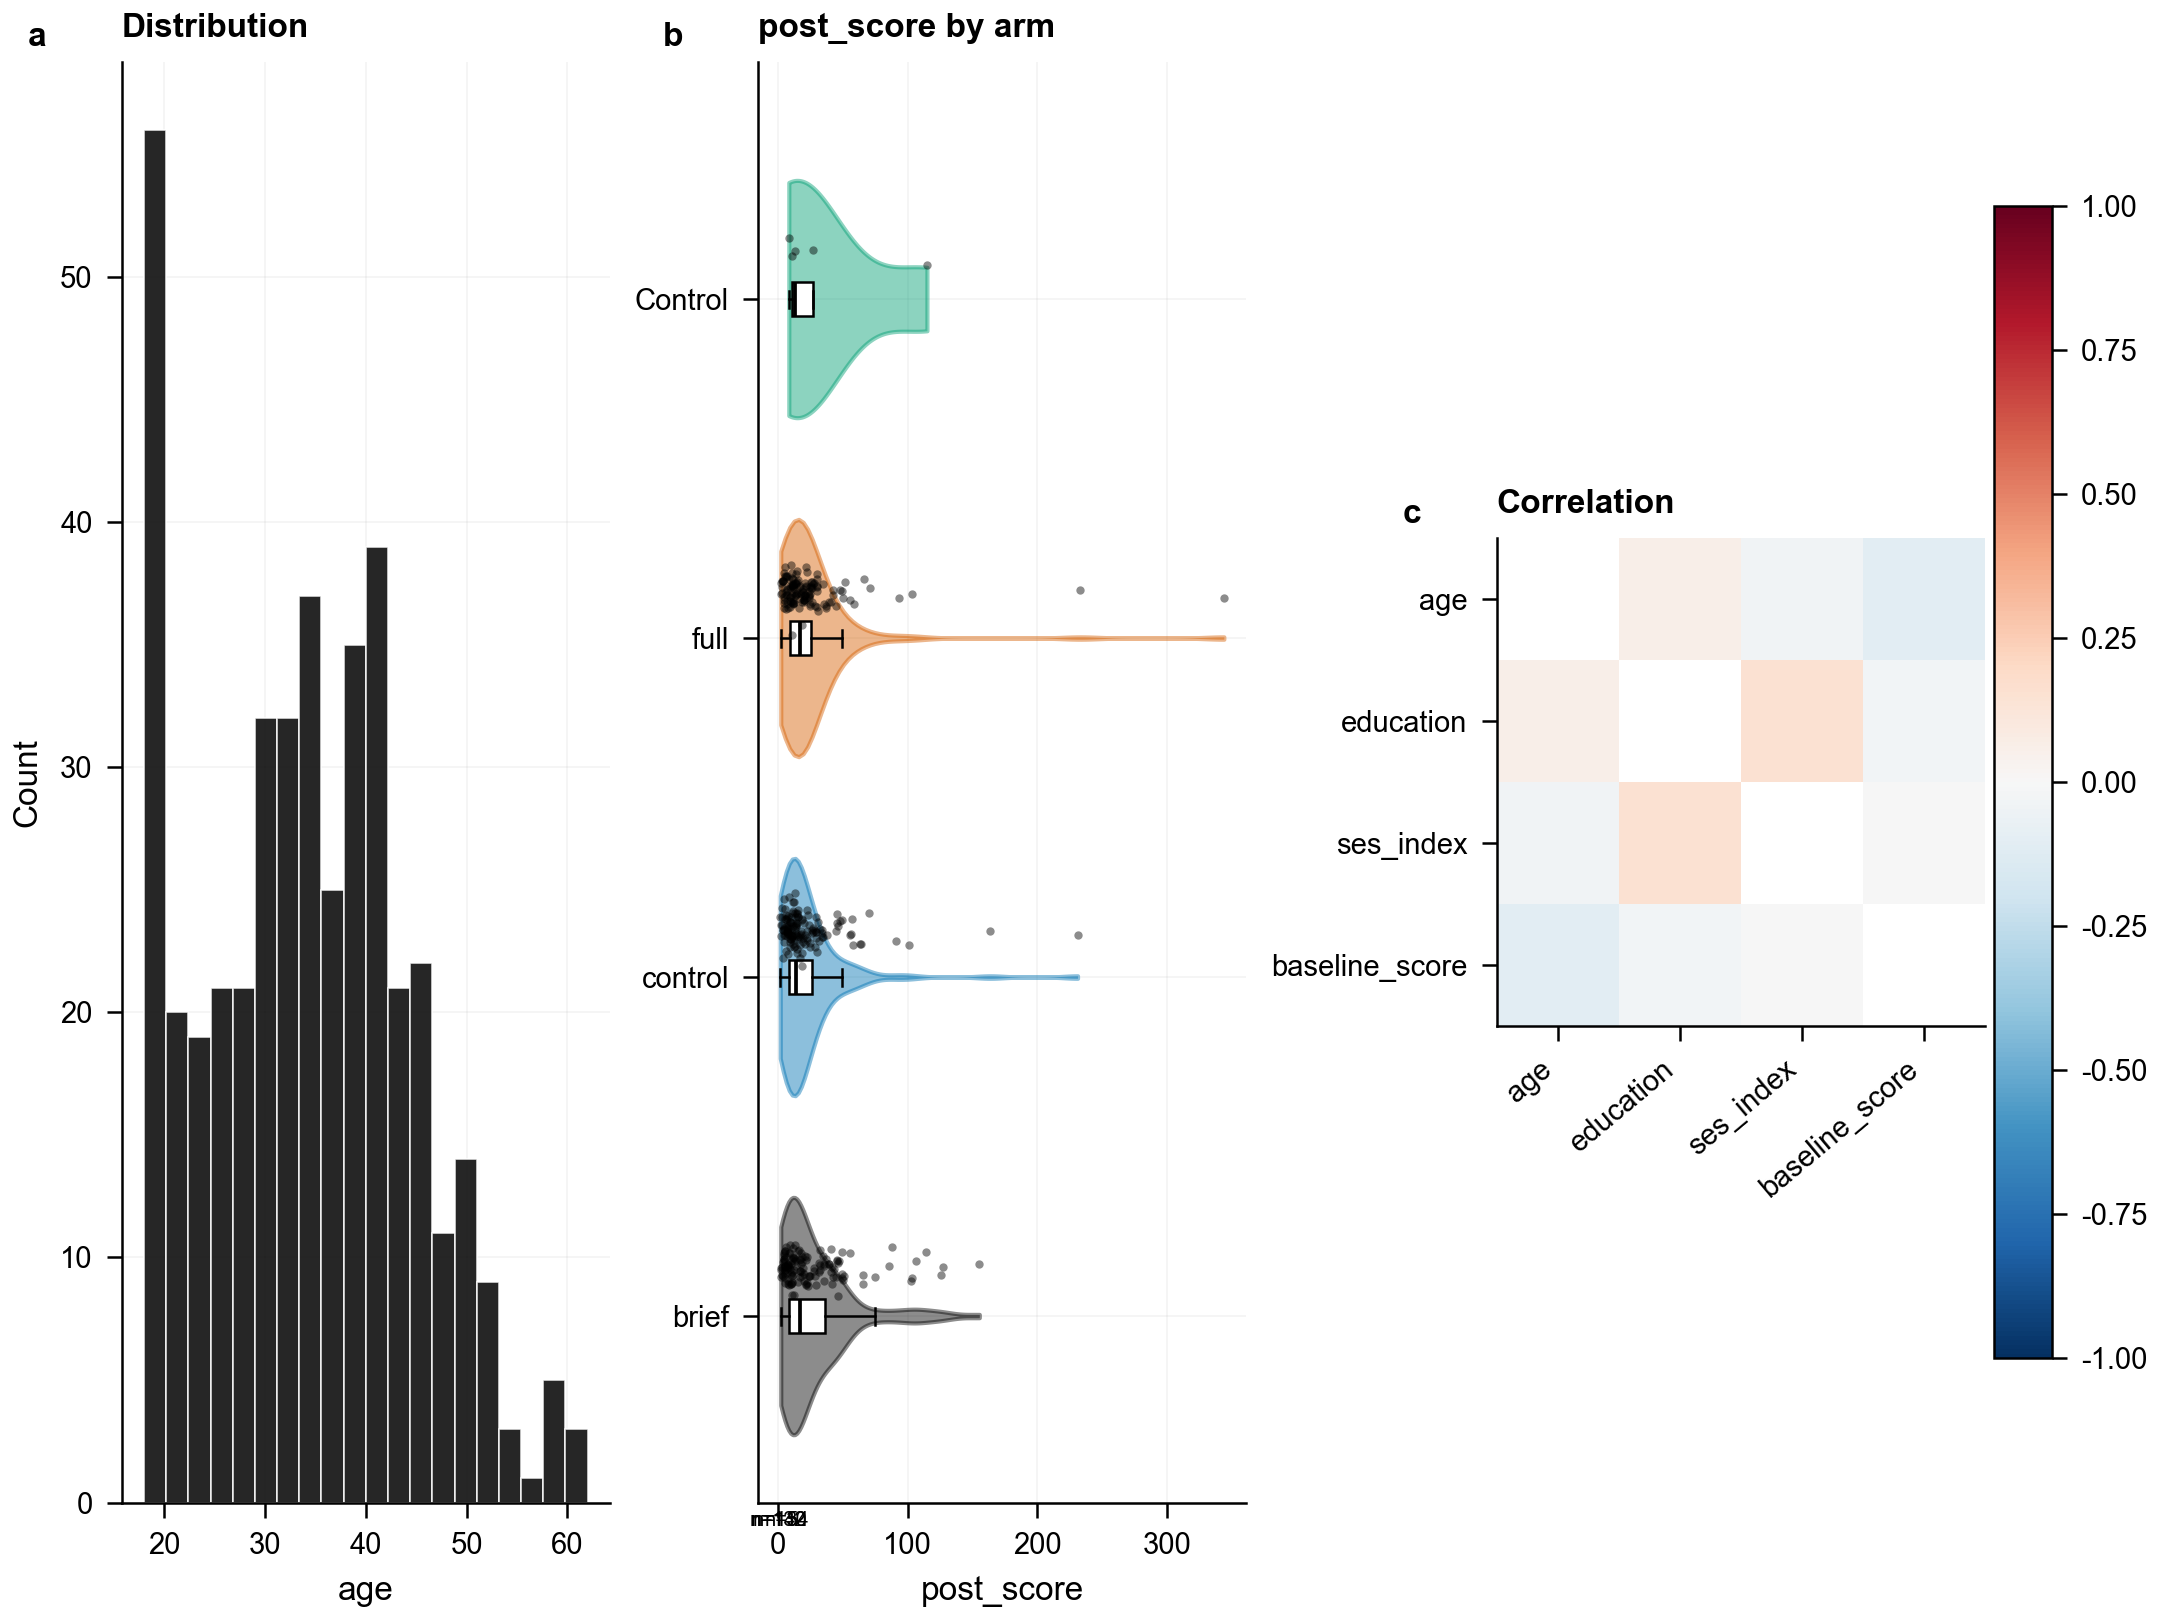 a
Distribution
Count
50
40
30
20
10
0
20 30 40 50 60
age
b
post_score by arm
Control
full
control
brief
0 100 200 300
post_score
c
Correlation
age
education
ses_index
baseline_score
age education ses_index baseline_score
1.00
0.75
0.50
0.25
0.00
-0.25
-0.50
-0.75
-1.00